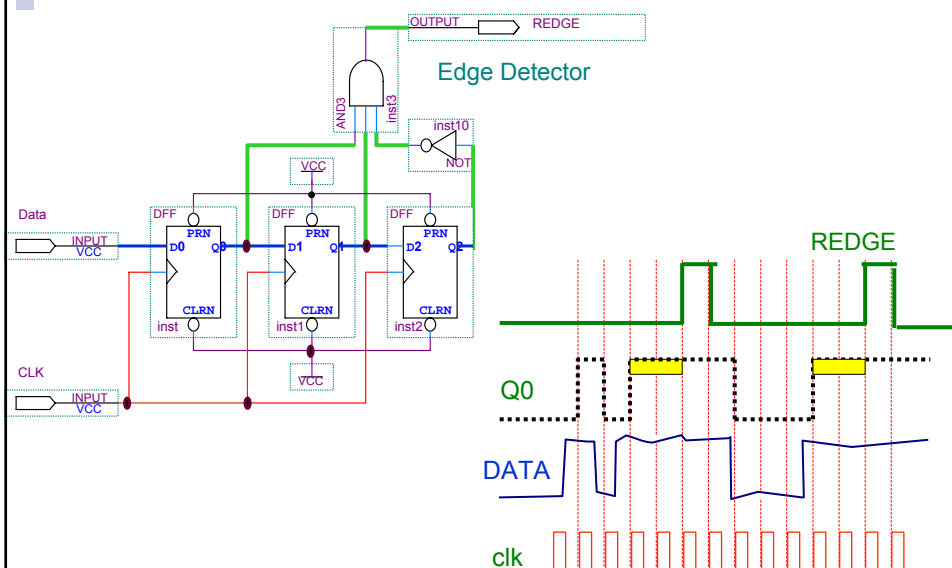 OUTPUT REDGE
Edge Detector
AND3
inst3
inst10
NOT
VCC
Data
INPUT
VCC
DFF
PRN
D0 Q0
CLRN
inst
DFF
PRN
D1 Q1
CLRN
inst1
DFF
PRN
D2 Q2
CLRN
inst2
VCC
CLK
INPUT
VCC
REDGE
Q0
DATA
clk